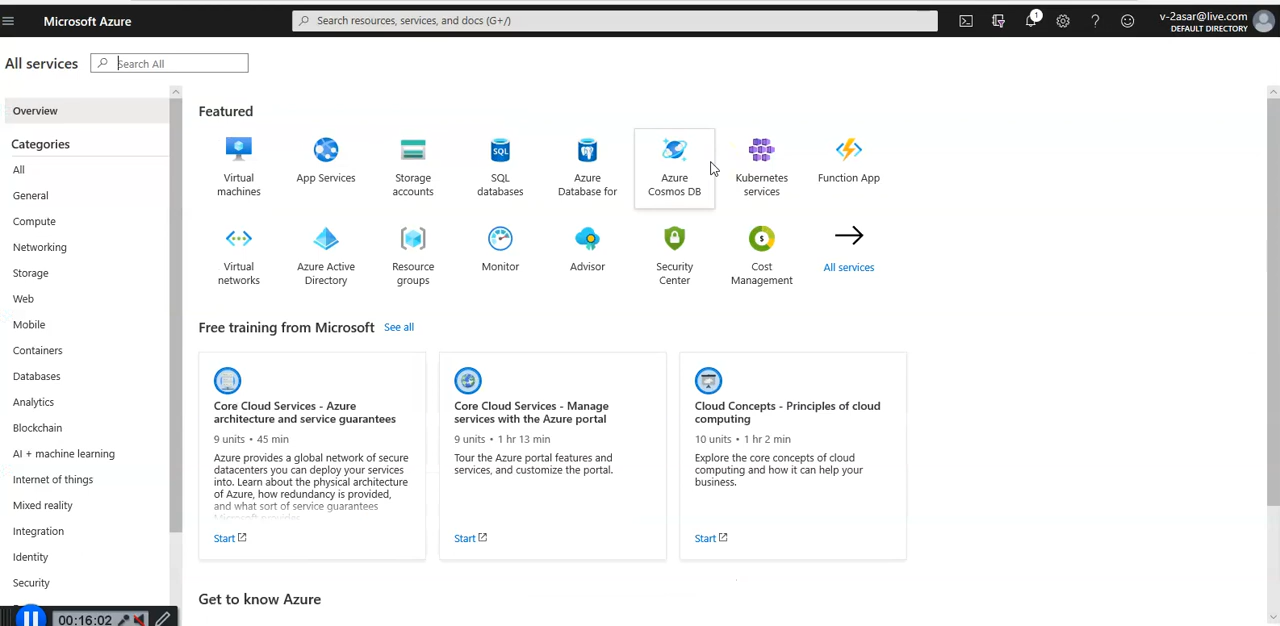 Microsoft Azure
Search resources, services, and docs (G+/)
1
v-2asar@live.com
DEFAULT DIRECTORY
All services
Search All
Overview
Categories
All
General
Compute
Networking
Storage
Web
Mobile
Containers
Databases
Analytics
Blockchain
AI + machine learning
Internet of things
Mixed reality
Integration
Identity
Security
00:16:02
Featured
Virtual
machines
App Services
Storage
accounts
SQL
SQL
databases
Azure
Database for
Azure
Cosmos DB
Kubernetes
services
Function App
Virtual
networks
Azure Active
Directory
Resource
groups
Monitor
Advisor
Security
Center
$
Cost
Management
All services
Free training from Microsoft See all
Core Cloud Services - Azure
architecture and service guarantees
9 units • 45 min
Azure provides a global network of secure
datacenters you can deploy your services
into. Learn about the physical architecture
of Azure, how redundancy is provided,
and what sort of service guarantees
Microsoft provides
Start
Core Cloud Services - Manage
services with the Azure portal
9 units • 1 hr 13 min
Tour the Azure portal features and
services, and customize the portal.
Start
Cloud Concepts - Principles of cloud
computing
10 units • 1 hr 2 min
Explore the core concepts of cloud
computing and how it can help your
business.
Start
Get to know Azure